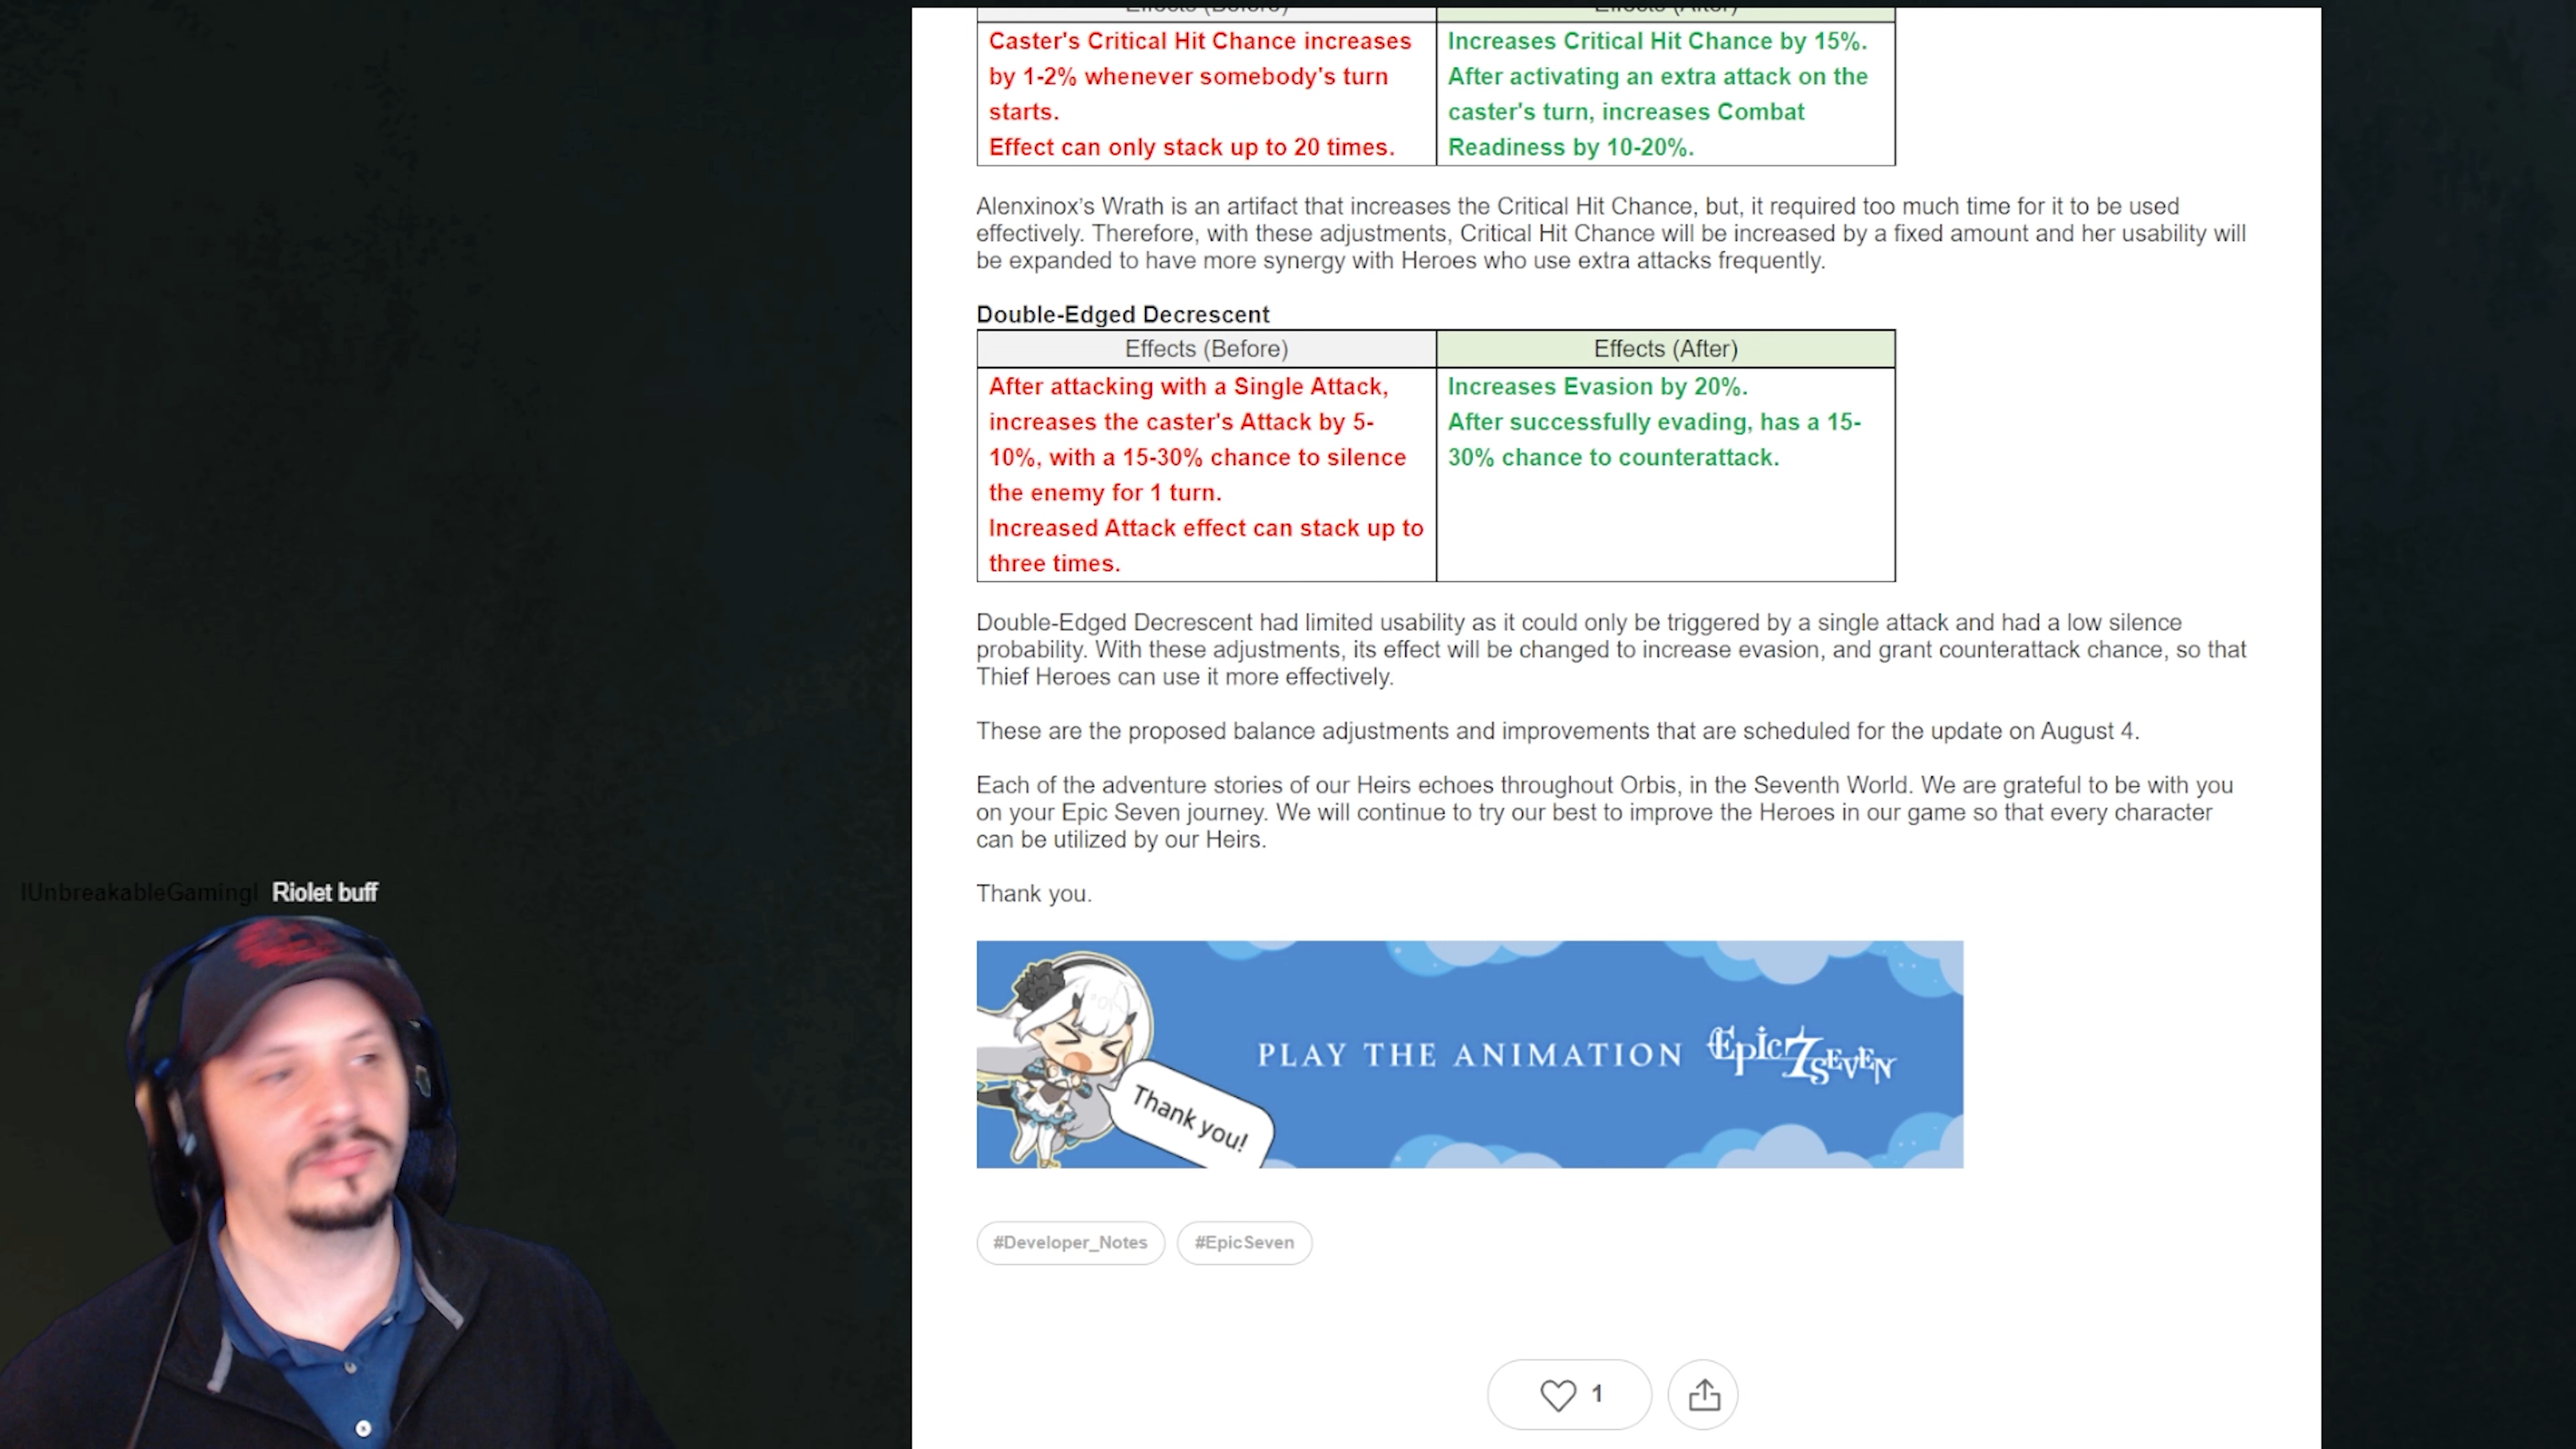 Effects (Before)
Effects (After)
Caster's Critical Hit Chance increases
by 1-2% whenever somebody's turn
starts.
Effect can only stack up to 20 times.
Increases Critical Hit Chance by 15%.
After activating an extra attack on the
caster's turn, increases Combat
Readiness by 10-20%.
Alenxinox’s Wrath is an artifact that increases the Critical Hit Chance, but, it required too much time for it to be used
effectively. Therefore, with these adjustments, Critical Hit Chance will be increased by a fixed amount and her usability will
be expanded to have more synergy with Heroes who use extra attacks frequently.
Double-Edged Decrescent
Effects (Before)
Effects (After)
After attacking with a Single Attack,
increases the caster's Attack by 5-
10%, with a 15-30% chance to silence
the enemy for 1 turn.
Increased Attack effect can stack up to
three times.
Increases Evasion by 20%.
After successfully evading, has a 15-
30% chance to counterattack.
Double-Edged Decrescent had limited usability as it could only be triggered by a single attack and had a low silence
probability. With these adjustments, its effect will be changed to increase evasion, and grant counterattack chance, so that
Thief Heroes can use it more effectively.
These are the proposed balance adjustments and improvements that are scheduled for the update on August 4.
Each of the adventure stories of our Heirs echoes throughout Orbis, in the Seventh World. We are grateful to be with you
on your Epic Seven journey. We will continue to try our best to improve the Heroes in our game so that every character
can be utilized by our Heirs.
Thank you.
IUnbreakableGamingI Riolet buff
PLAY THE ANIMATION Epic 7 SEVEN
Thank you!
#Developer_Notes #EpicSeven
1